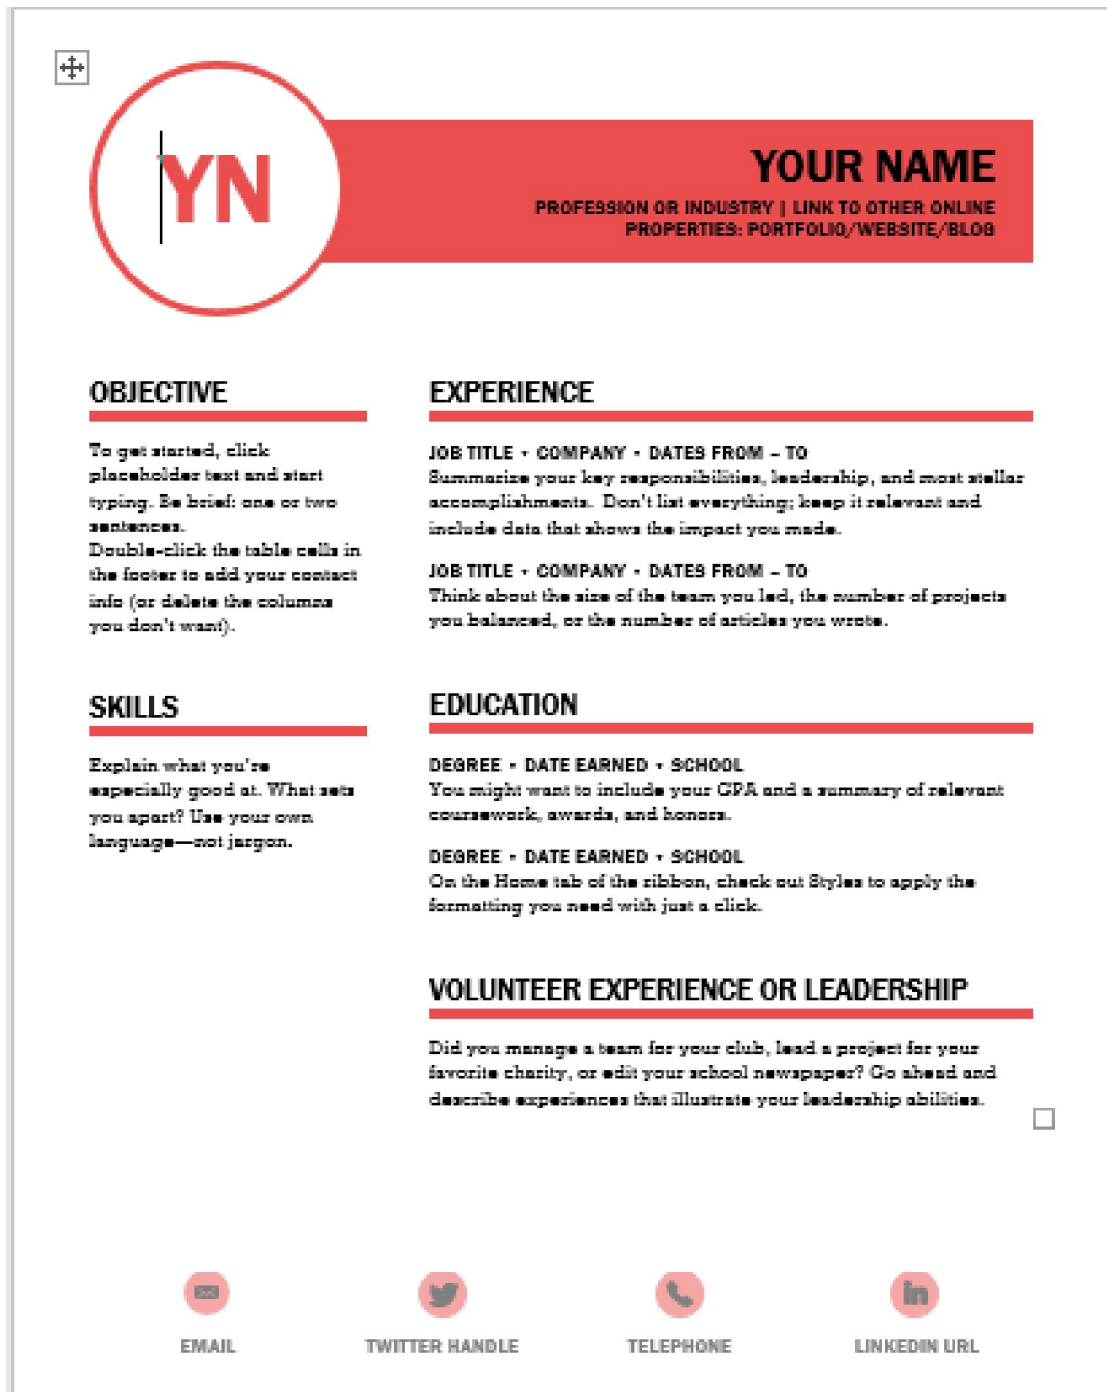 YN
YOUR NAME
PROFESSION OR INDUSTRY | LINK TO OTHER ONLINE
PROPERTIES: PORTFOLIO/WEBSITE/BLOG
OBJECTIVE
To get started, click
placeholder text and start
typing. Be brief: one or two
sentences.
Double-click the table cells in
the footer to add your contact
info (or delete the columns
you don't want).
SKILLS
Explain what you're
especially good at. What sets
you apart? Use your own
language—not jargon.
EXPERIENCE
JOB TITLE • COMPANY • DATES FROM – TO
Summarize your key responsibilities, leadership, and most stellar
accomplishments.  Don't list everything; keep it relevant and
include data that shows the impact you made.
JOB TITLE • COMPANY • DATES FROM – TO
Think about the size of the team you led, the number of projects
you balanced, or the number of articles you wrote.
EDUCATION
DEGREE • DATE EARNED • SCHOOL
You might want to include your GPA and a summary of relevant
coursework, awards, and honors.
DEGREE • DATE EARNED • SCHOOL
On the Home tab of the ribbon, check out Styles to apply the
formatting you need with just a click.
VOLUNTEER EXPERIENCE OR LEADERSHIP
Did you manage a team for your club, lead a project for your
favorite charity, or edit your school newspaper? Go ahead and
describe experiences that illustrate your leadership abilities.
in
EMAIL
TWITTER HANDLE
TELEPHONE
LINKEDIN URL